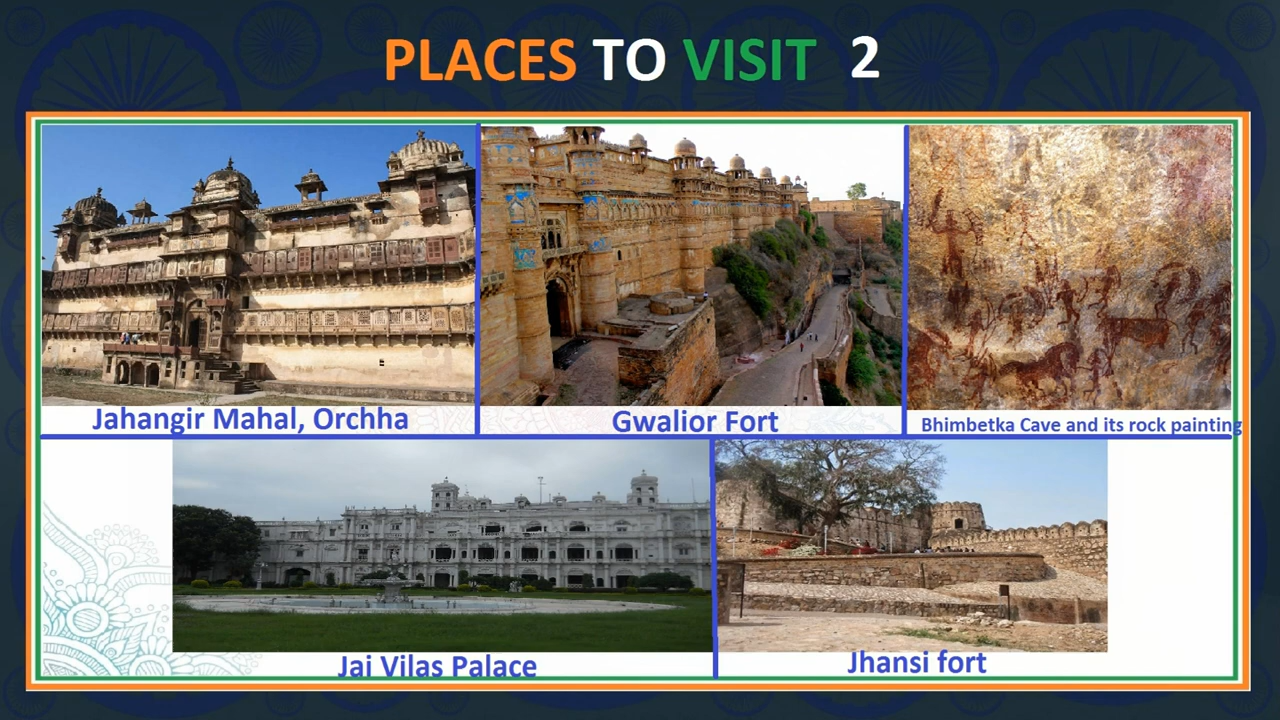 PLACES TO VISIT 2
Jahangir Mahal, Orchha
Gwalior Fort
Bhimbetka Cave and its rock painting
Jai Vilas Palace
Jhansi fort